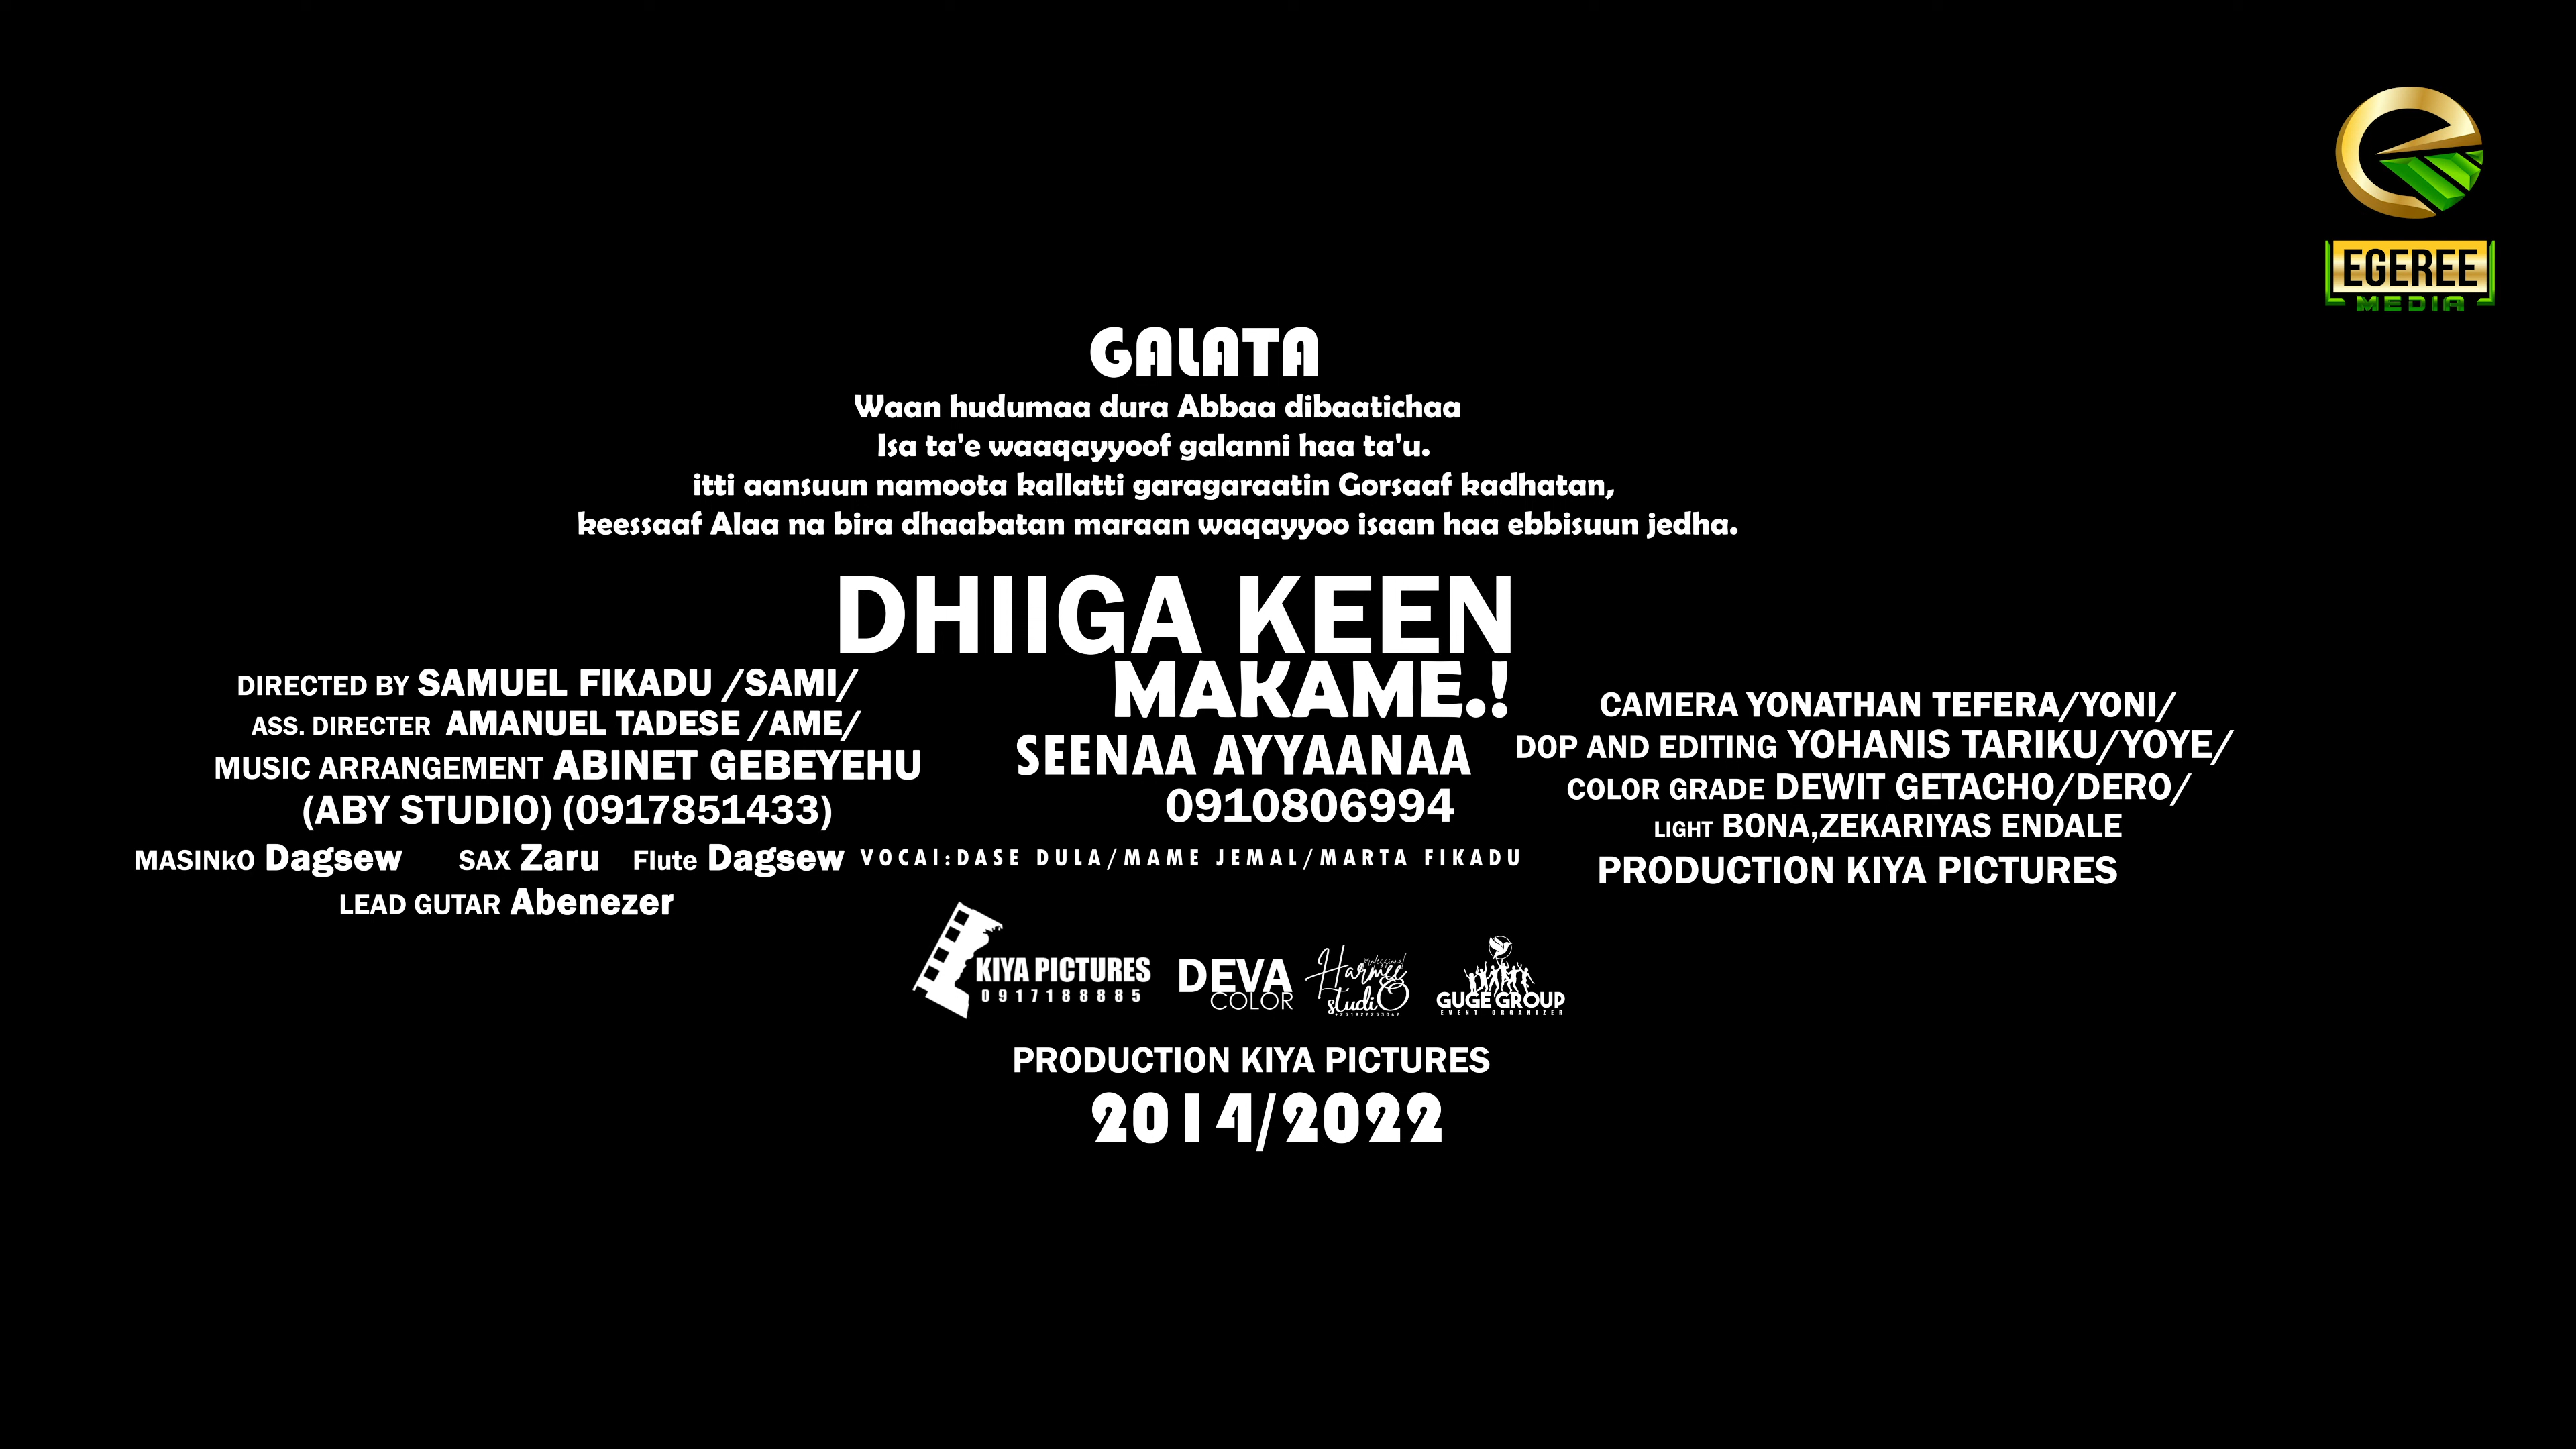 EGEREE
MEDIA
GALATA
Waan hudumaa dura Abbaa dibaatichaa
Isa ta'e waaqayyoof galanni haa ta'u.
itti aansuun namoota kallatti garagaraatin Gorsaaf kadhatan,
keessaaf Alaa na bira dhaabatan maraan waqayyoo isaan haa ebbisuun jedha.
DHIIGA KEEN
MAKAME.!
SEENAA AYYAANAA
0910806994
DIRECTED BY SAMUEL FIKADU /SAMI/
ASS. DIRECTER AMANUEL TADESE /AME/
MUSIC ARRANGEMENT ABINET GEBEYEHU
(ABY STUDIO) (0917851433)
MASINkO Dagsew SAX Zaru Flute Dagsew
LEAD GUTAR Abenezer
VOCAl:DASE DULA/MAME JEMAL/MARTA FIKADU
CAMERA YONATHAN TEFERA/YONI/
DOP AND EDITING YOHANIS TARIKU/YOYE/
COLOR GRADE DEWIT GETACHO/DERO/
LIGHT BONA,ZEKARIYAS ENDALE
PRODUCTION KIYA PICTURES
KIYA PICTURES
0917188885
DEVA
COLOR
professional
Harmee
studiO
GUGE GROUP
EVENT ORGANIZER
PRODUCTION KIYA PICTURES
2014/2022